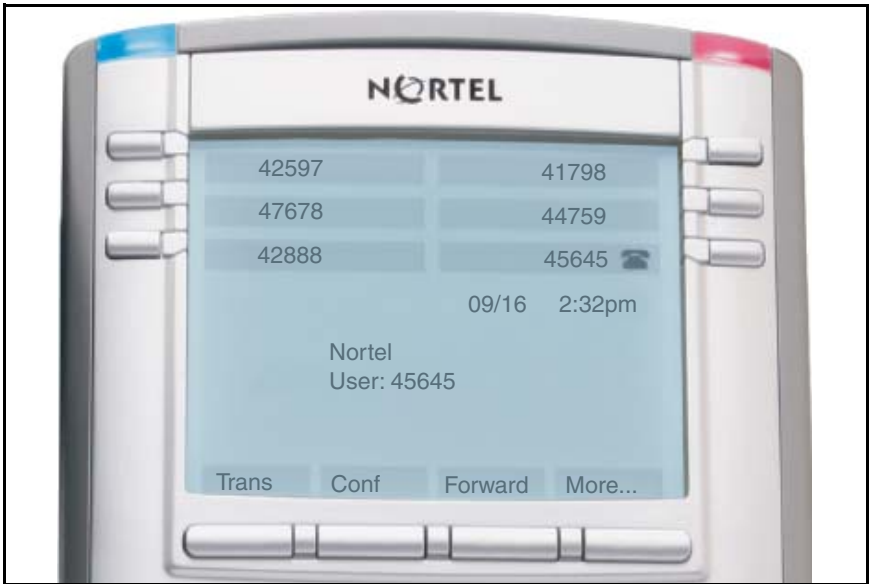 NORTEL
42597 41798
47678 44759
42888 45645
09/16 2:32pm
Nortel
User: 45645
Trans Conf Forward More...